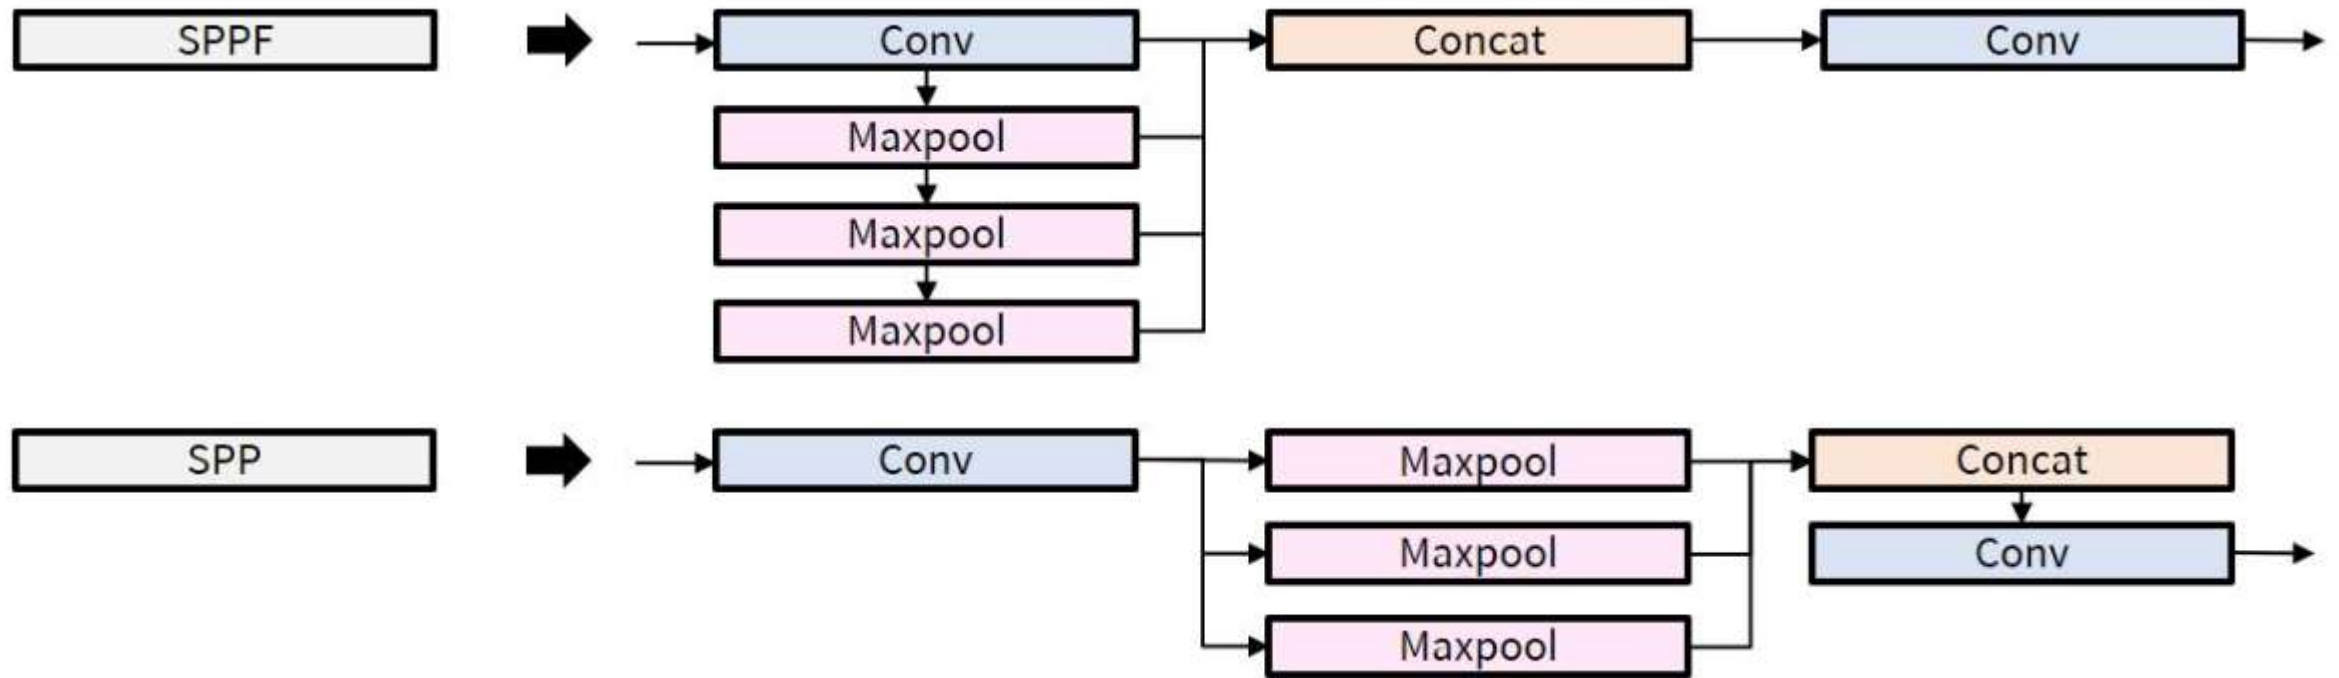 SPPF
Conv
Concat
Conv
Maxpool
Maxpool
Maxpool
SPP
Conv
Maxpool
Concat
Maxpool
Conv
Maxpool